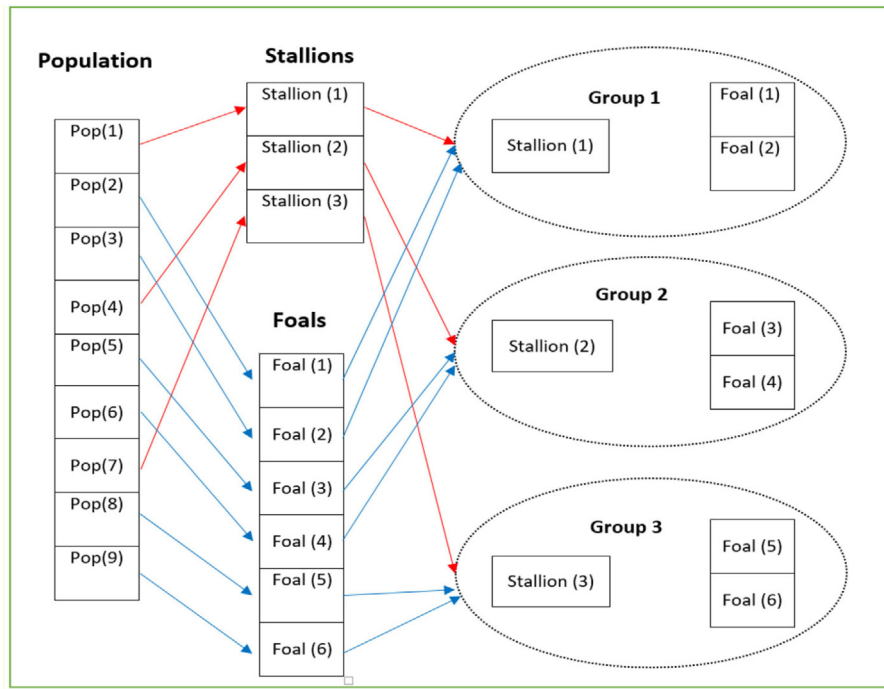 Population
Pop(1)
Pop(2)
Pop(3)
Pop(4)
Pop(5)
Pop(6)
Pop(7)
Pop(8)
Pop(9)
Stallions
Stallion (1)
Stallion (2)
Stallion (3)
Foals
Foal (1)
Foal (2)
Foal (3)
Foal (4)
Foal (5)
Foal (6)
Group 1
Stallion (1)
Foal (1)
Foal (2)
Group 2
Stallion (2)
Foal (3)
Foal (4)
Group 3
Stallion (3)
Foal (5)
Foal (6)